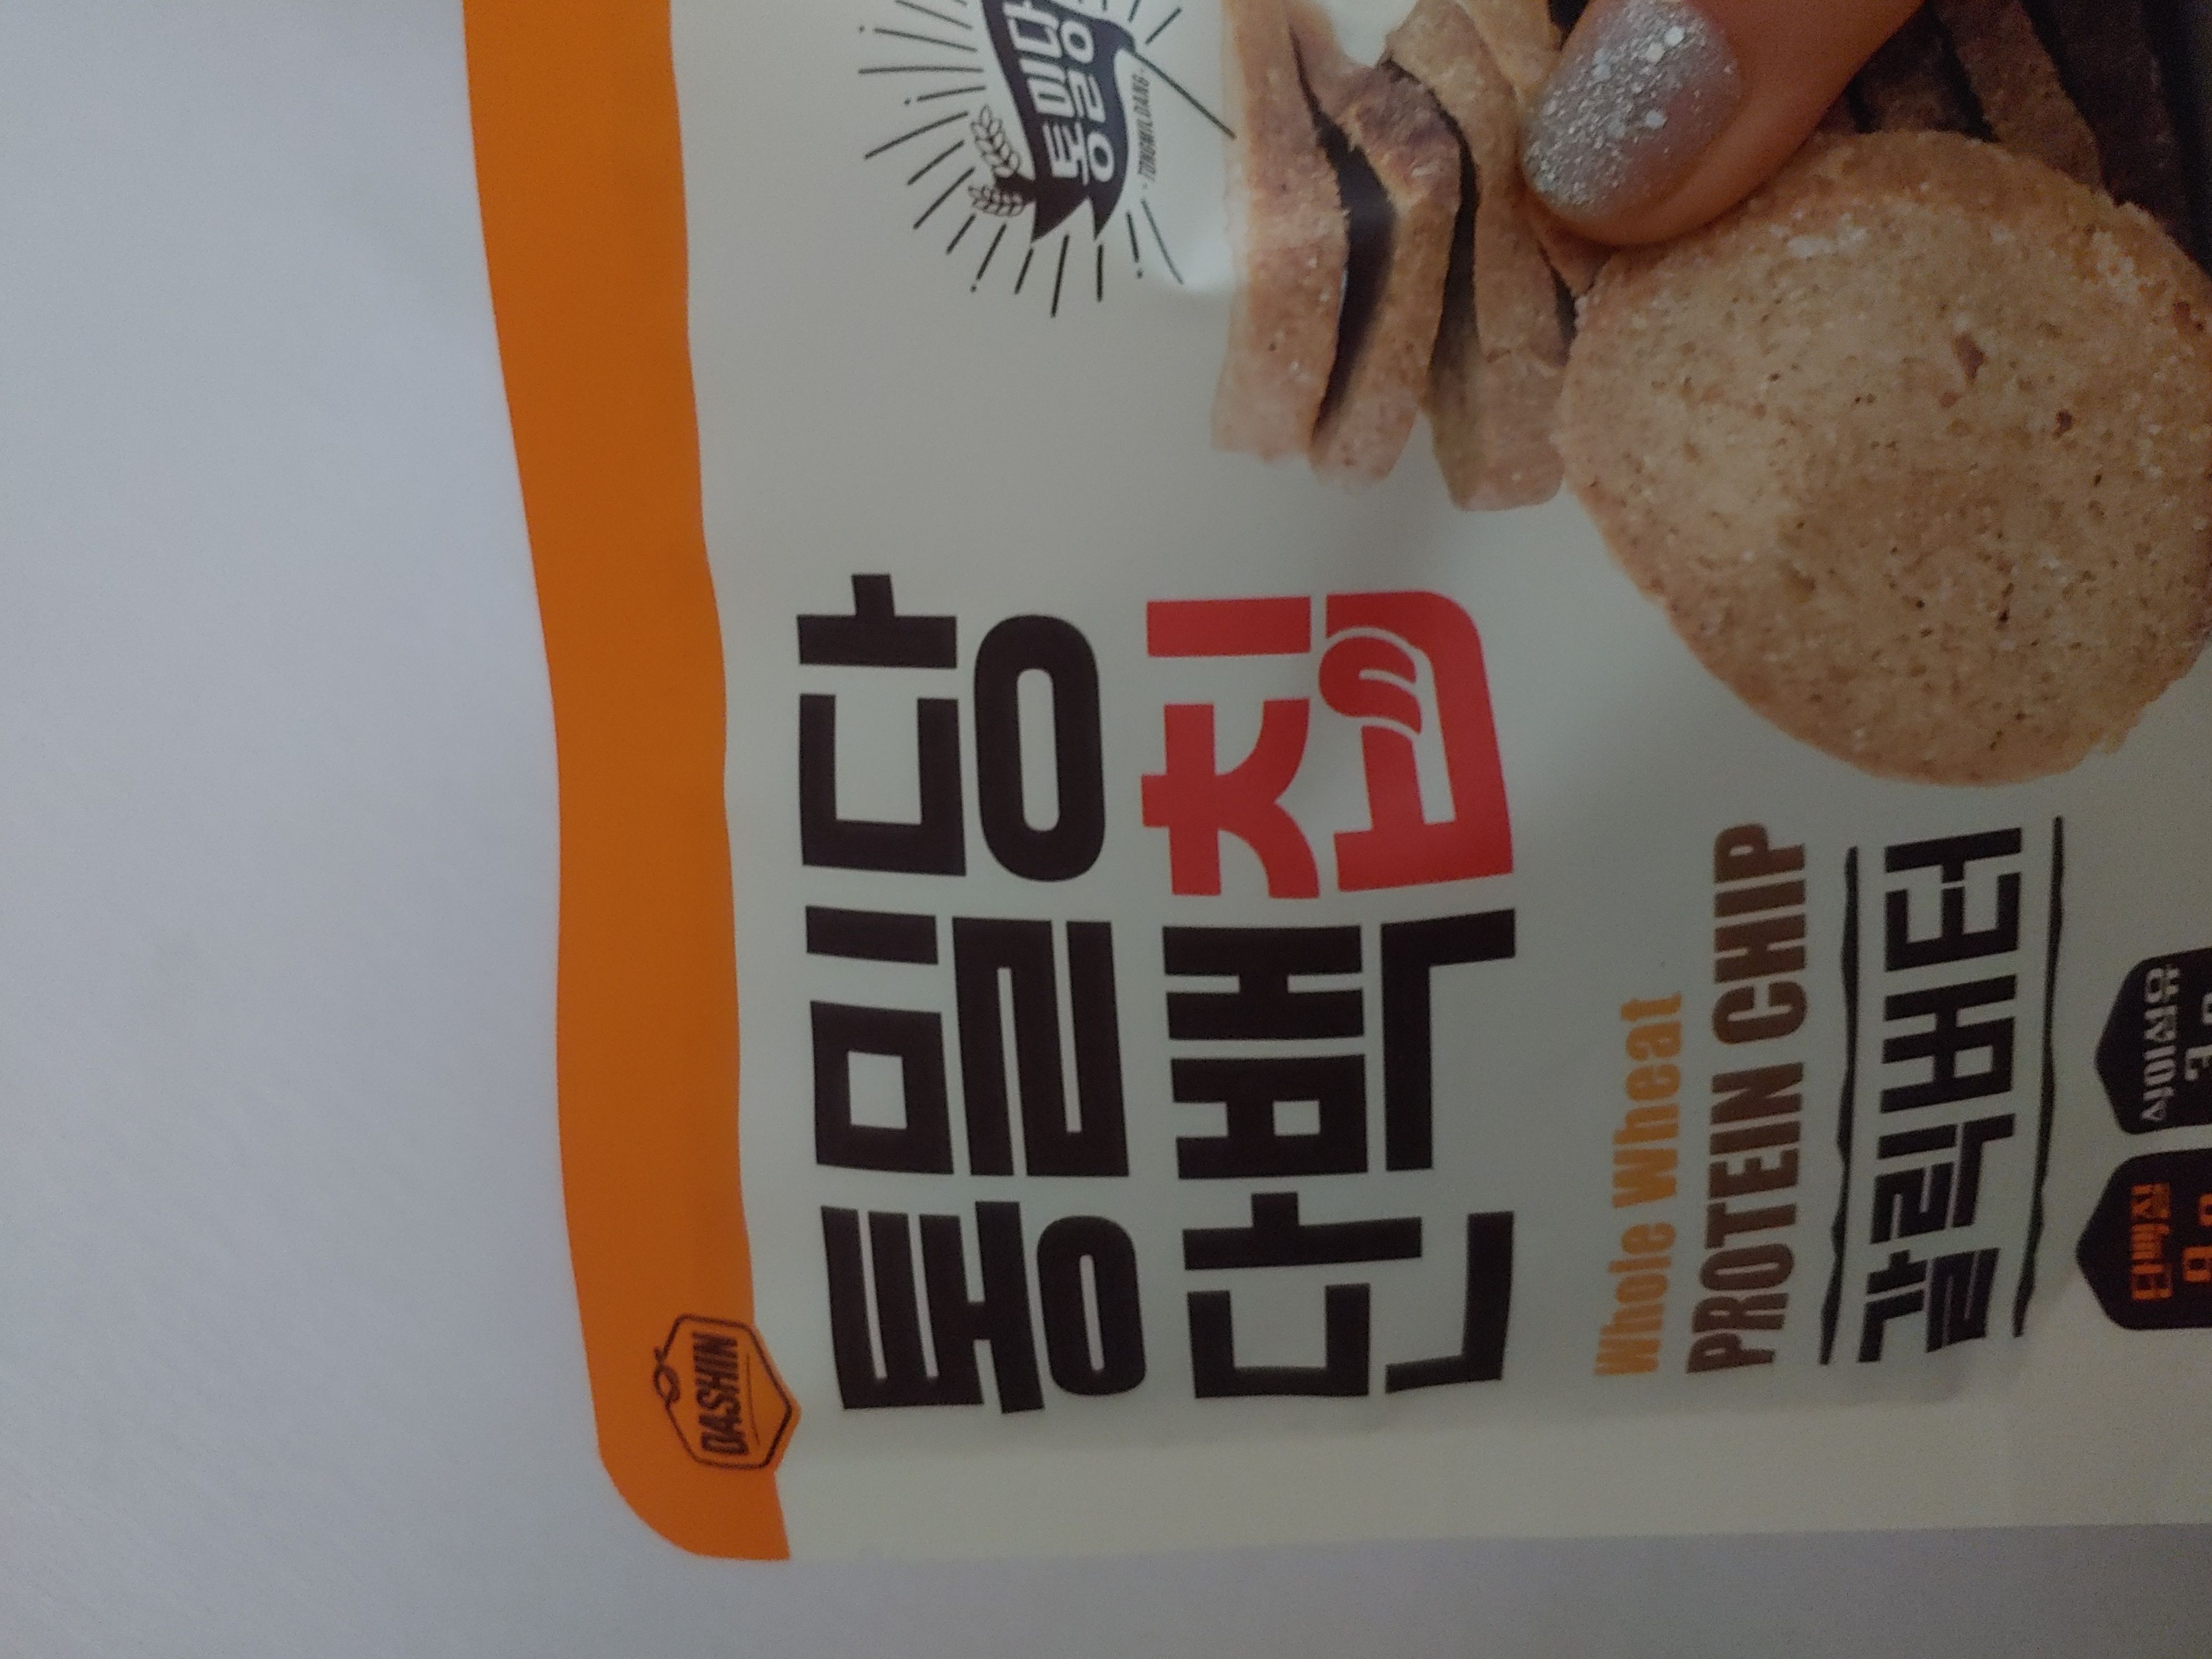 DASHIN
통밀당
단백칩
Whole Wheat
PROTEIN CHIP
갈릭버터
단백질
식이섬유
통밀당
TONGMILDANG